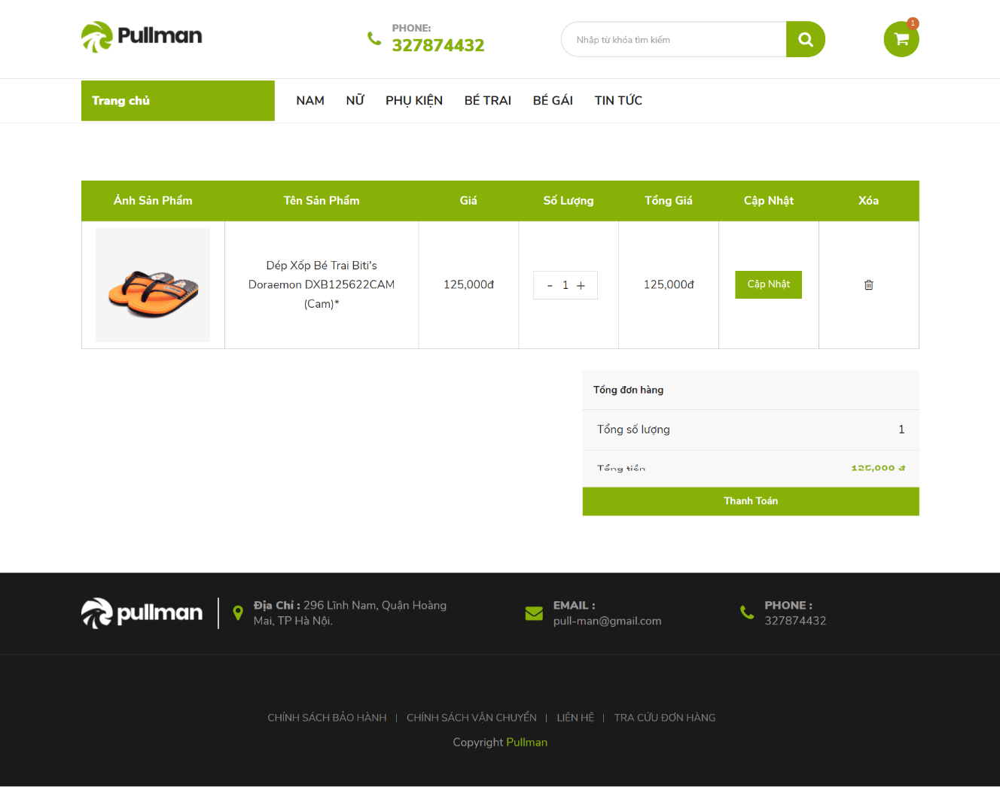 Pullman
PHONE:
327874432
Nhập từ khóa tìm kiếm
1
Trang chủ
NAM
NỮ
PHỤ KIỆN
BÉ TRAI
BÉ GÁI
TIN TỨC
Ảnh Sản Phẩm
Tên Sản Phẩm
Giá
Số Lượng
Tổng Giá
Cập Nhật
Xóa
Dép Xốp Bé Trai Biti's
Doraemon DXB125622CAM
(Cam)*
125,000đ
- 1 +
125,000đ
Cập Nhật
Tổng đơn hàng
Tổng số lượng
1
Tổng tiền
125,000 đ
Thanh Toán
pullman
Địa Chỉ : 296 Lĩnh Nam, Quận Hoàng
Mai, TP Hà Nội.
EMAIL :
pull-man@gmail.com
PHONE :
327874432
CHÍNH SÁCH BẢO HÀNH | CHÍNH SÁCH VẬN CHUYỂN | LIÊN HỆ | TRA CỨU ĐƠN HÀNG
Copyright Pullman